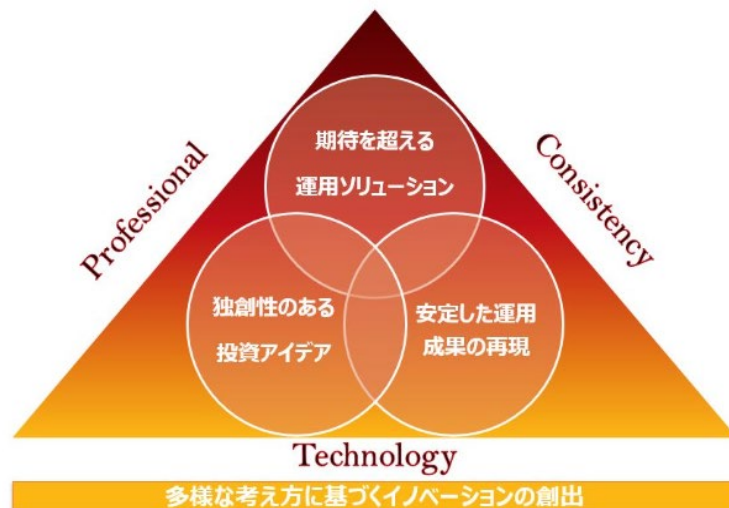 期待を超える
運用ソリューション
Professional
Consistency
独創性のある
投資アイデア
安定した運用
成果の再現
Technology
多様な考え方に基づくイノベーションの創出